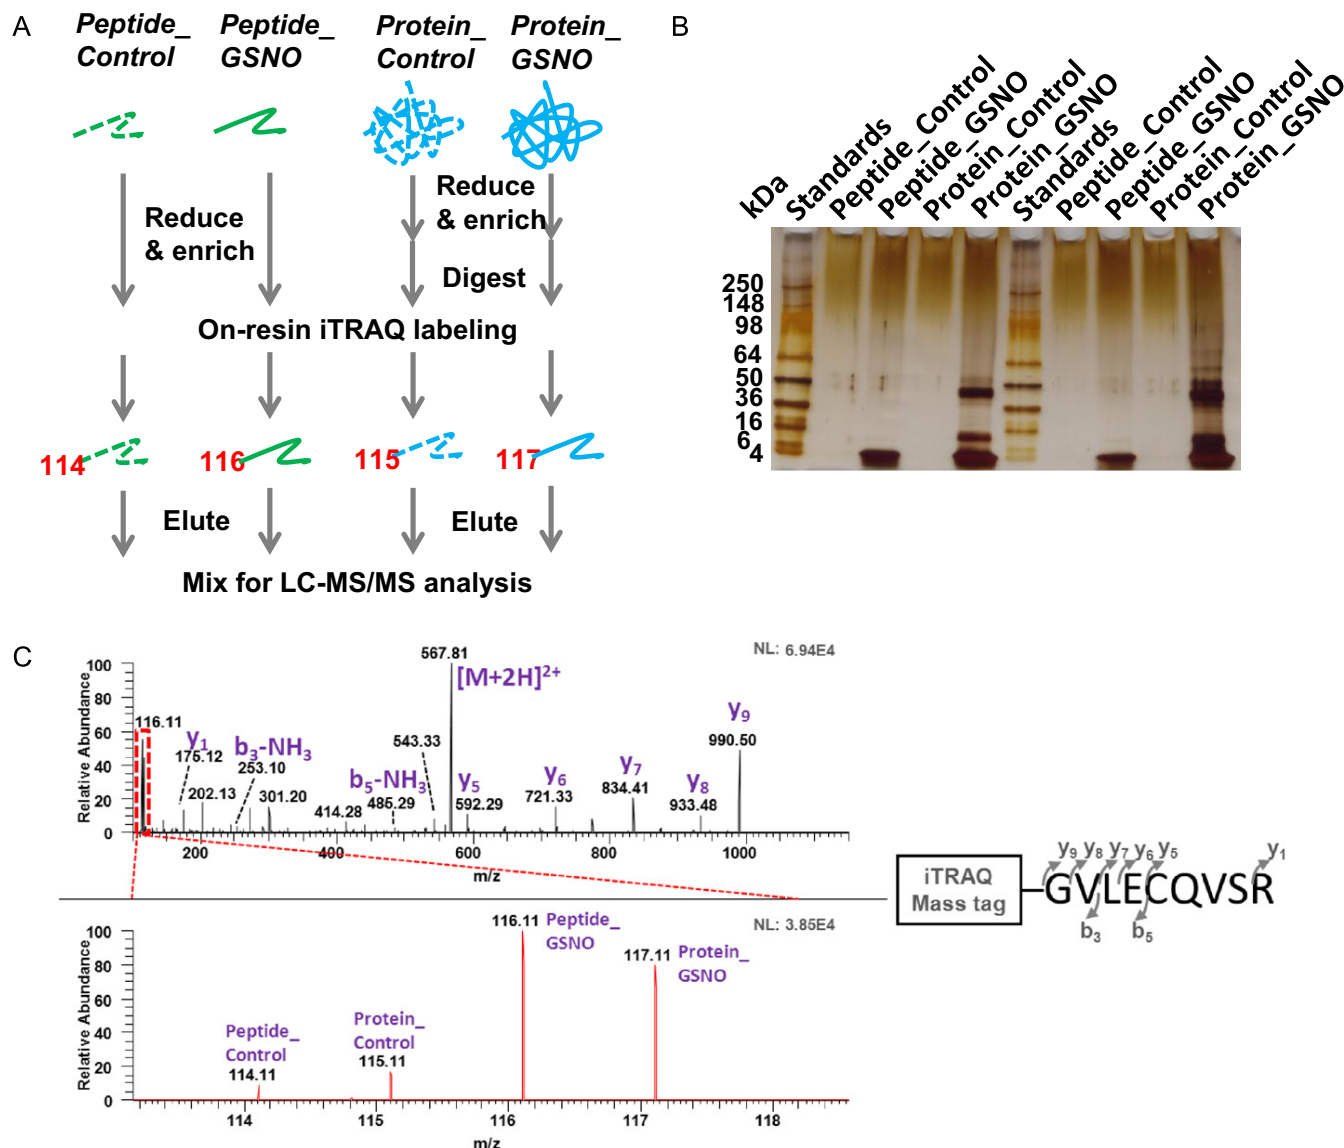 A
Peptide_ Peptide_ Protein_ Protein_
Control GSNO Control GSNO
Reduce
& enrich
Reduce
& enrich
Digest
On-resin iTRAQ labeling
114 116 115 117
Elute Elute
Mix for LC-MS/MS analysis
B
kDa
Standards
Peptide_Control
Peptide_GSNO
Protein_Control
Protein_GSNO
Standards
Peptide_Control
Peptide_GSNO
Protein_Control
Protein_GSNO
250
148
98
64
50
36
16
6
4
C
Relative Abundance
100
80
60
40
20
0
NL: 6.94E4
567.81
[M+2H]2+
116.11
y1
175.12
b3-NH3
253.10
202.13
301.20
414.28
b5-NH3
485.29
543.33
y5
592.29
y6
721.33
y7
834.41
y8
933.48
y9
990.50
200 400 600 800 1000
m/z
iTRAQ
Mass tag
y9 y8 y7 y6 y5 y1
GVLECQVSR
b3 b5
Relative Abundance
100
80
60
40
20
0
NL: 3.85E4
Peptide_
Control
114.11
Protein_
Control
115.11
116.11
Peptide_
GSNO
117.11
Protein_
GSNO
114 115 116 117 118
m/z